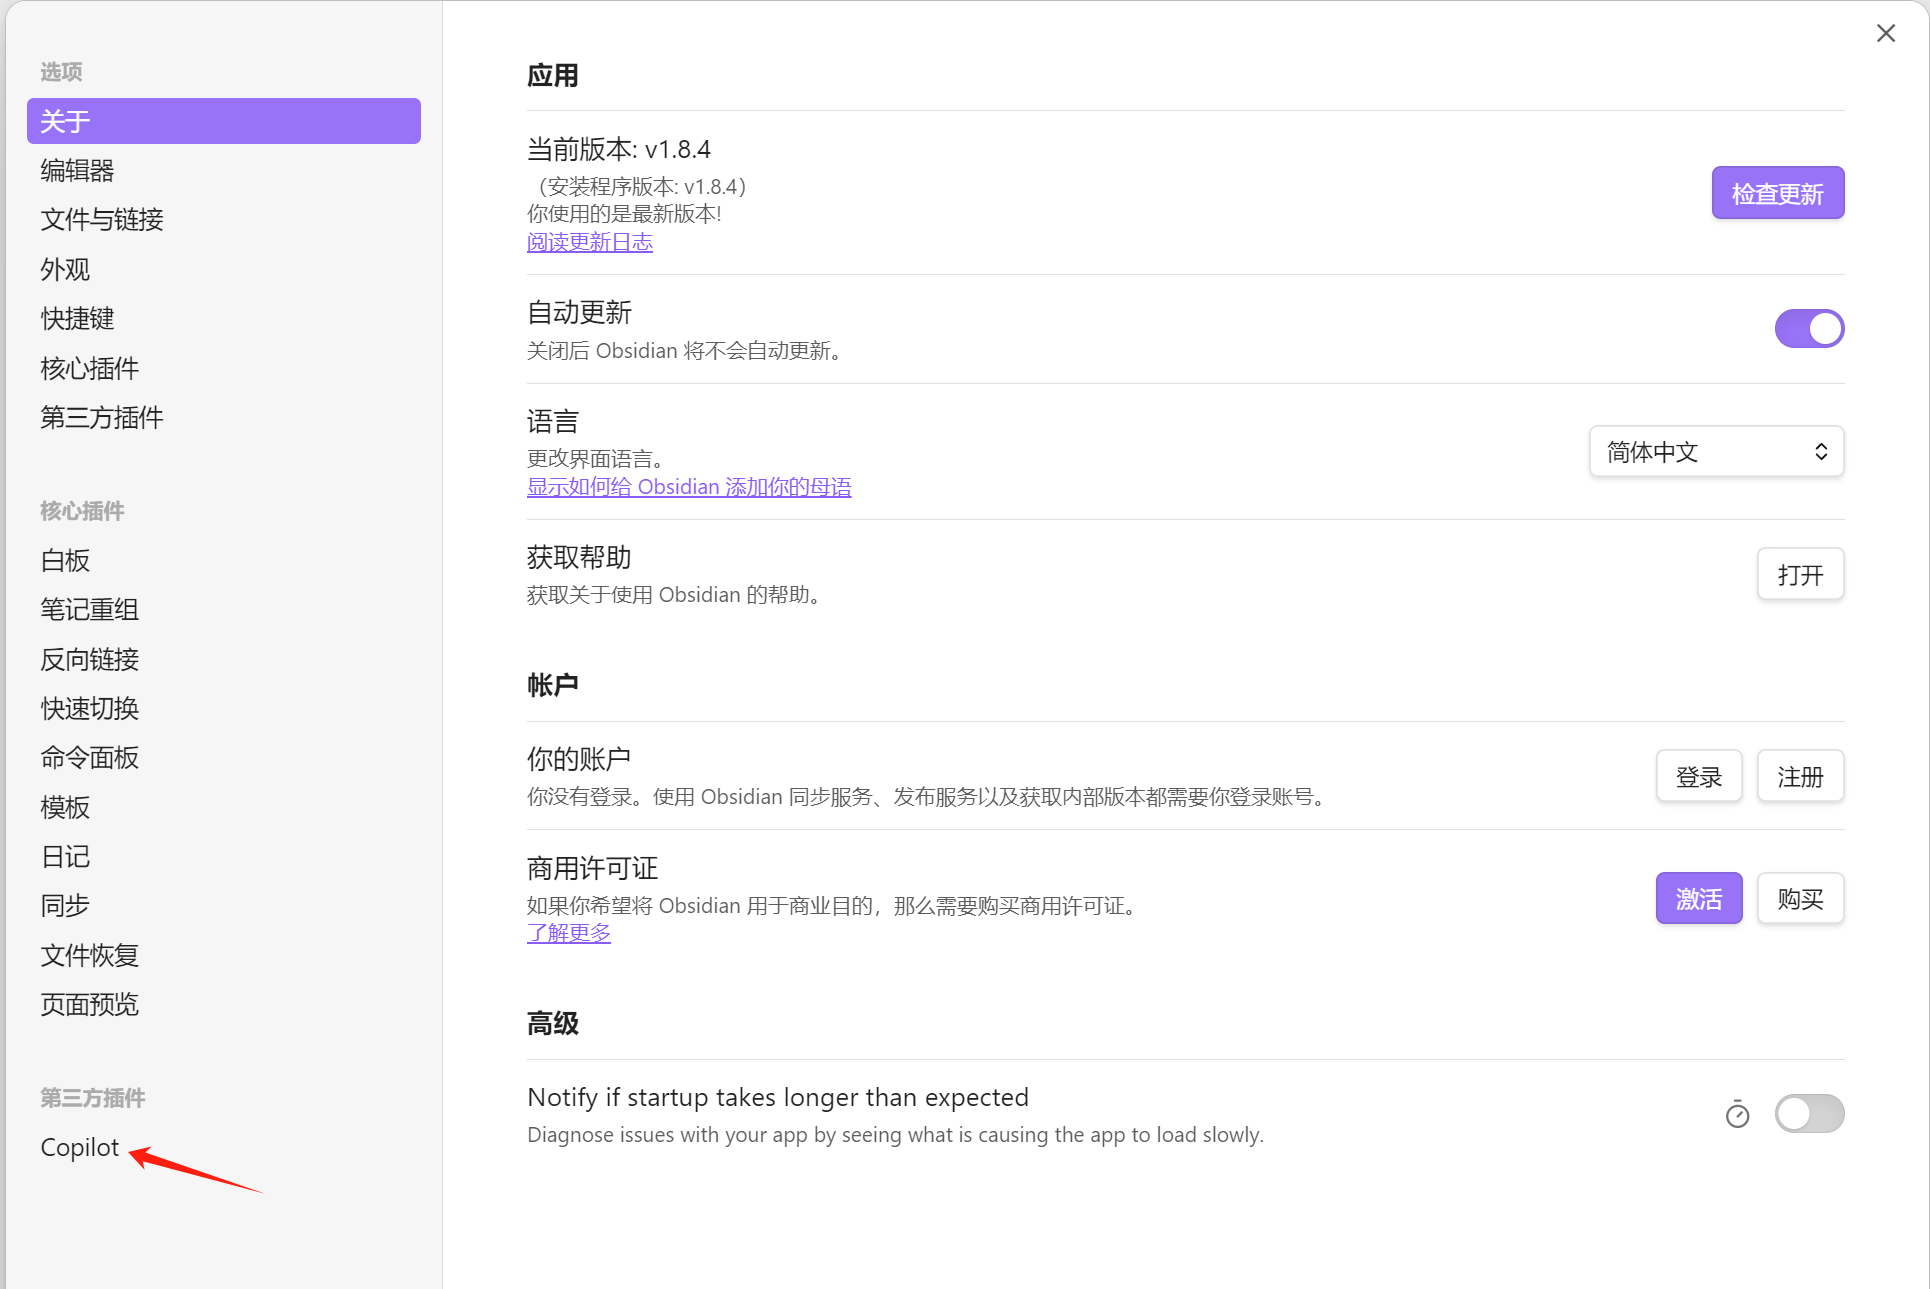 选项
关于
编辑器
文件与链接
外观
快捷键
核心插件
第三方插件
核心插件
白板
笔记重组
反向链接
快速切换
命令面板
模板
日记
同步
文件恢复
页面预览
第三方插件
Copilot
应用
当前版本: v1.8.4
（安装程序版本: v1.8.4）
你使用的是最新版本!
阅读更新日志
检查更新
自动更新
关闭后 Obsidian 将不会自动更新。
语言
更改界面语言。
显示如何给 Obsidian 添加你的母语
简体中文
获取帮助
获取关于使用 Obsidian 的帮助。
打开
帐户
你的账户
你没有登录。使用 Obsidian 同步服务、发布服务以及获取内部版本都需要你登录账号。
登录
注册
商用许可证
如果你希望将 Obsidian 用于商业目的，那么需要购买商用许可证。
了解更多
激活
购买
高级
Notify if startup takes longer than expected
Diagnose issues with your app by seeing what is causing the app to load slowly.